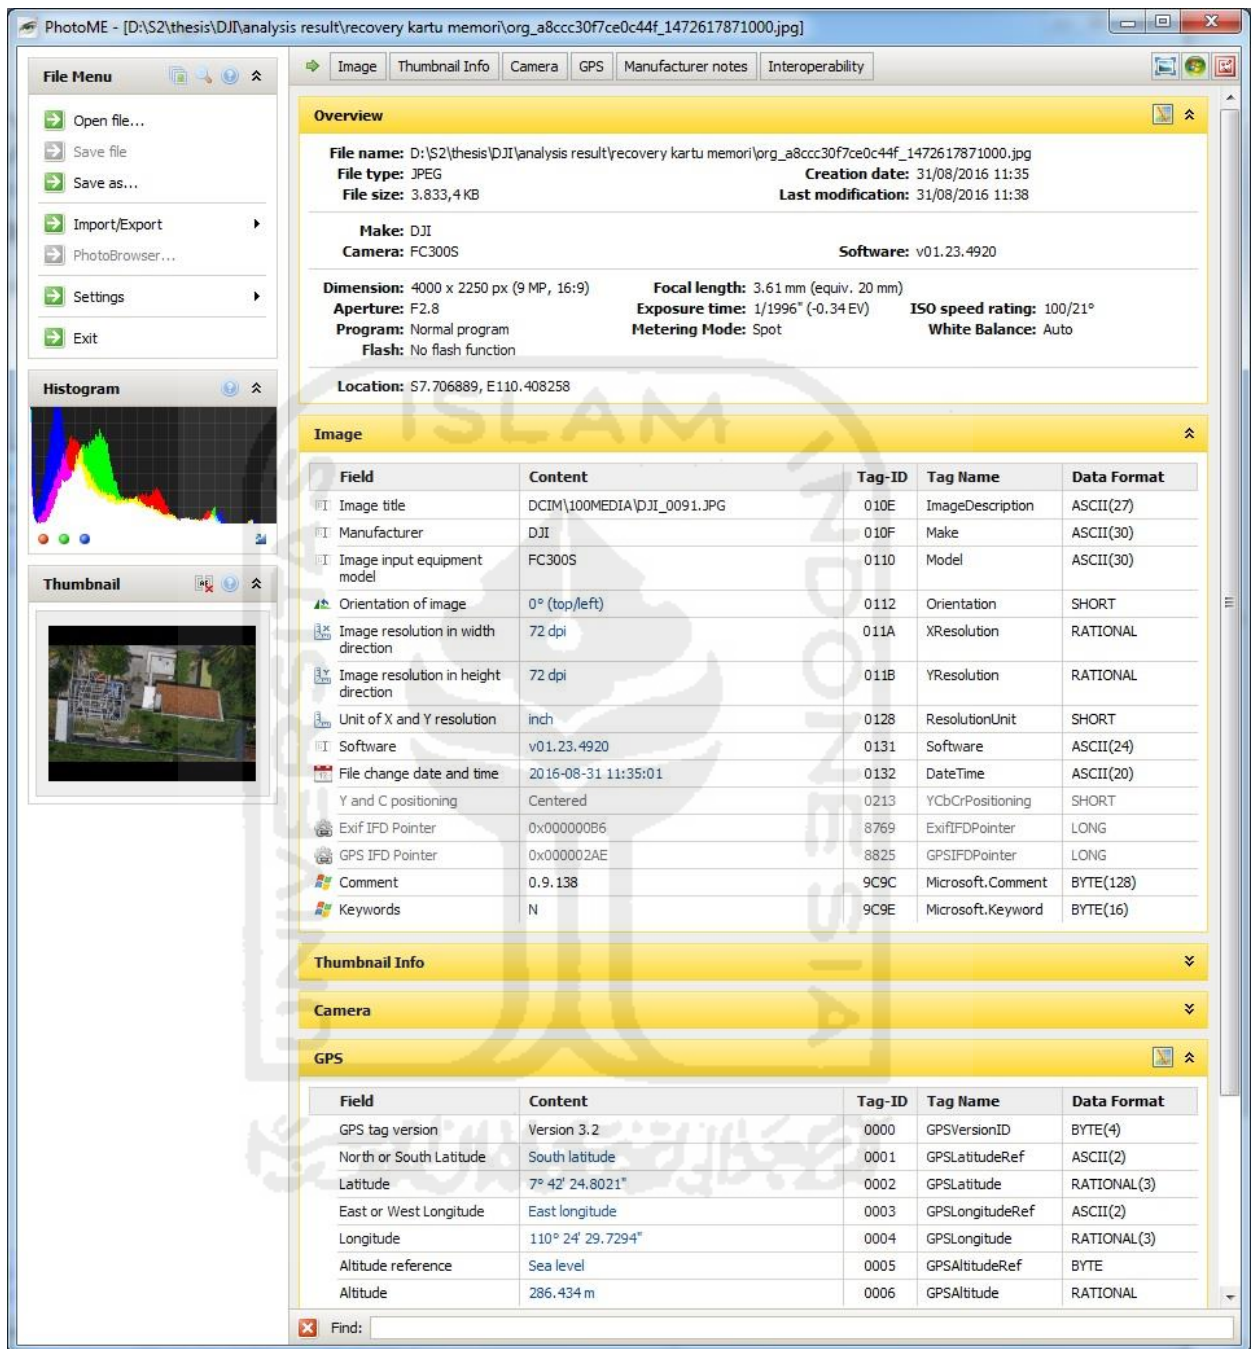 PhotoME - [D:\S2\thesis\DJI\analysis result\recovery kartu memori\org_a8ccc30f7ce0c44f_1472617871000.jpg]
File Menu
Open file...
Save file
Save as...
Import/Export
PhotoBrowser...
Settings
Exit
Histogram
Thumbnail
Image Thumbnail Info Camera GPS Manufacturer notes Interoperability
Overview
File name: D:\S2\thesis\DJI\analysis result\recovery kartu memori\org_a8ccc30f7ce0c44f_1472617871000.jpg
File type: JPEG Creation date: 31/08/2016 11:35
File size: 3.833,4 KB Last modification: 31/08/2016 11:38
Make: DJI
Camera: FC300S Software: v01.23.4920
Dimension: 4000 x 2250 px (9 MP, 16:9) Focal length: 3.61 mm (equiv. 20 mm)
Aperture: F2.8 Exposure time: 1/1996" (-0.34 EV) ISO speed rating: 100/21°
Program: Normal program Metering Mode: Spot White Balance: Auto
Flash: No flash function
Location: S7.706889, E110.408258
Image
Field Content Tag-ID Tag Name Data Format
Image title DCIM\100MEDIA\DJI_0091.JPG 010E ImageDescription ASCII(27)
Manufacturer DJI 010F Make ASCII(30)
Image input equipment model FC300S 0110 Model ASCII(30)
Orientation of image 0° (top/left) 0112 Orientation SHORT
Image resolution in width direction 72 dpi 011A XResolution RATIONAL
Image resolution in height direction 72 dpi 011B YResolution RATIONAL
Unit of X and Y resolution inch 0128 ResolutionUnit SHORT
Software v01.23.4920 0131 Software ASCII(24)
File change date and time 2016-08-31 11:35:01 0132 DateTime ASCII(20)
Y and C positioning Centered 0213 YCbCrPositioning SHORT
Exif IFD Pointer 0x000000B6 8769 ExifIFDPointer LONG
GPS IFD Pointer 0x000002AE 8825 GPSIFDPointer LONG
Comment 0.9.138 9C9C Microsoft.Comment BYTE(128)
Keywords N 9C9E Microsoft.Keyword BYTE(16)
Thumbnail Info
Camera
GPS
Field Content Tag-ID Tag Name Data Format
GPS tag version Version 3.2 0000 GPSVersionID BYTE(4)
North or South Latitude South latitude 0001 GPSLatitudeRef ASCII(2)
Latitude 7° 42' 24.8021" 0002 GPSLatitude RATIONAL(3)
East or West Longitude East longitude 0003 GPSLongitudeRef ASCII(2)
Longitude 110° 24' 29.7294" 0004 GPSLongitude RATIONAL(3)
Altitude reference Sea level 0005 GPSAltitudeRef BYTE
Altitude 286.434 m 0006 GPSAltitude RATIONAL
Find:
UNIVERSITAS
ISLAM
INDONESIA